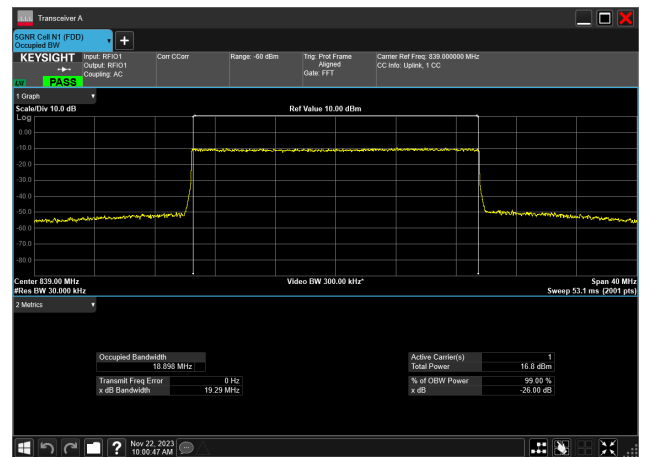 Transceiver A
5GNR Cell N1 (FDD)
Occupied BW
KEYSIGHT
LXI
PASS
Input: RFIO1
Output: RFIO1
Coupling: AC
Corr CCorr
Range: -60 dBm
Trig: Prot Frame
Aligned
Gate: FFT
Carrier Ref Freq: 839.000000 MHz
CC Info: Uplink, 1 CC
1 Graph
Scale/Div 10.0 dB
Ref Value 10.00 dBm
Log
0.00
-10.0
-20.0
-30.0
-40.0
-50.0
-60.0
-70.0
-80.0
Center 839.00 MHz
Video BW 300.00 kHz*
Span 40 MHz
#Res BW 30.000 kHz
Sweep 53.1 ms (2001 pts)
2 Metrics
Occupied Bandwidth
18.898 MHz
Active Carrier(s) 1
Total Power 16.8 dBm
Transmit Freq Error 0 Hz
x dB Bandwidth 19.29 MHz
% of OBW Power 99.00 %
x dB -26.00 dB
Nov 22, 2023
10:00:47 AM